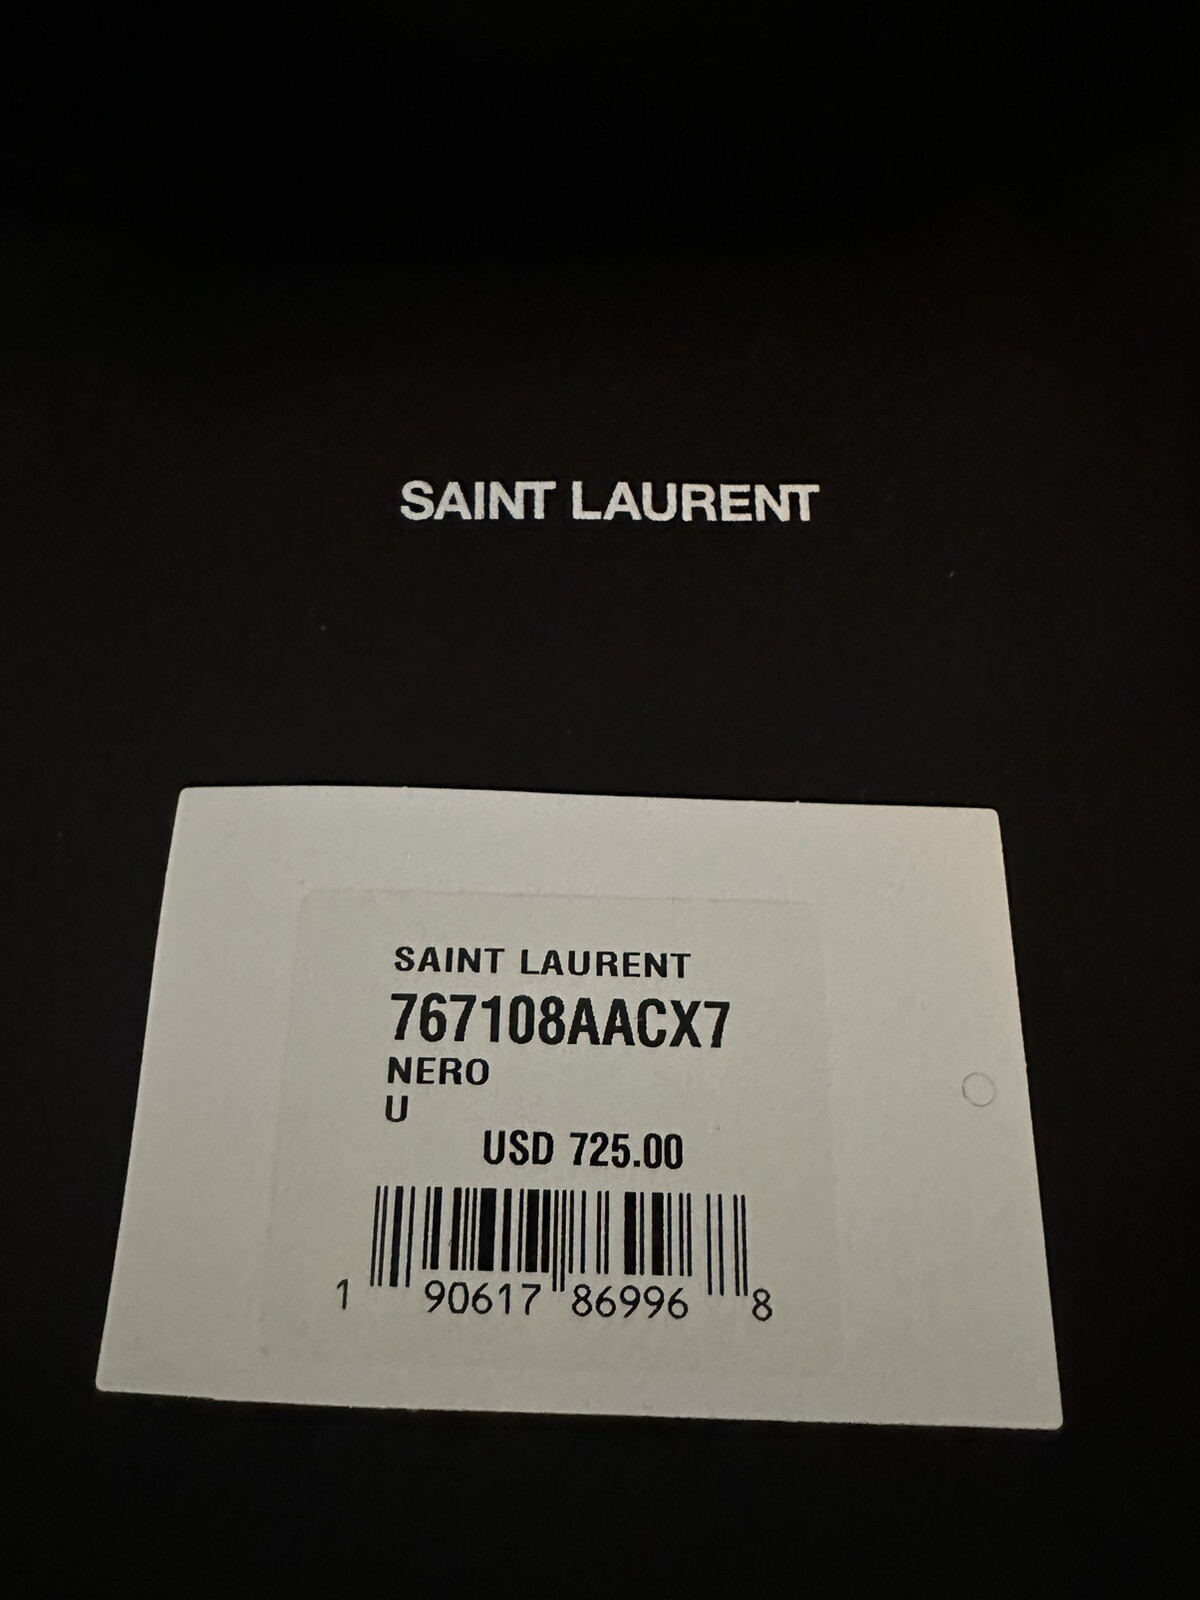 SAINT LAURENT
SAINT LAURENT
767108AACX7
NERO
U
USD 725.00
1 90617 86996 8